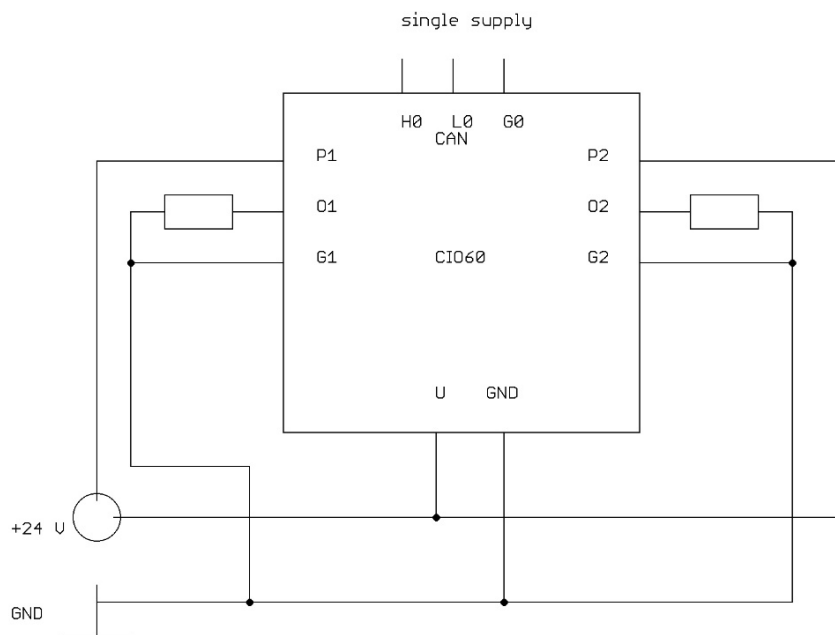 single supply
H0 L0 G0
CAN
P1 P2
O1 O2
G1 CIO60 G2
U GND
+24 V
GND